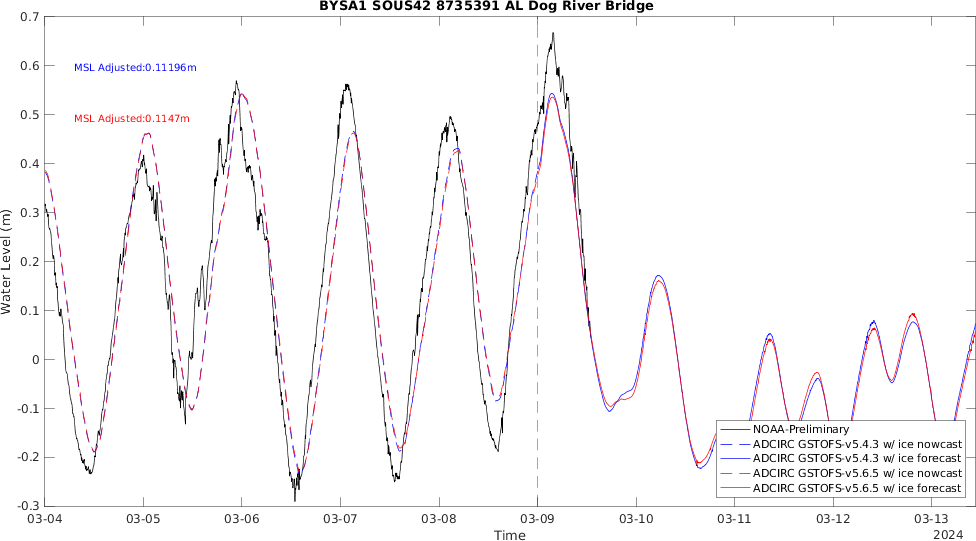 BYSA1 SOUS42 8735391 AL Dog River Bridge
0.7
0.6
0.5
0.4
0.3
0.2
0.1
0
-0.1
-0.2
-0.3
Water Level (m)
MSL Adjusted:0.11196m
MSL Adjusted:0.1147m
NOAA-Preliminary
ADCIRC GSTOFS-v5.4.3 w/ ice nowcast
ADCIRC GSTOFS-v5.4.3 w/ ice forecast
ADCIRC GSTOFS-v5.6.5 w/ ice nowcast
ADCIRC GSTOFS-v5.6.5 w/ ice forecast
03-04 03-05 03-06 03-07 03-08 03-09 03-10 03-11 03-12 03-13
Time
2024